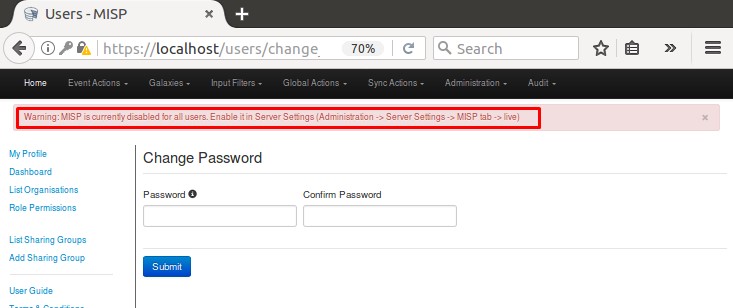 Users - MISP
https://localhost/users/change_
70%
Search
Home Event Actions Galaxies Input Filters Global Actions Sync Actions Administration Audit
Warning: MISP is currently disabled for all users. Enable it in Server Settings (Administration -> Server Settings -> MISP tab -> live)
My Profile
Dashboard
List Organisations
Role Permissions
List Sharing Groups
Add Sharing Group
User Guide
Terms & Conditions
Change Password
Password Confirm Password
Submit